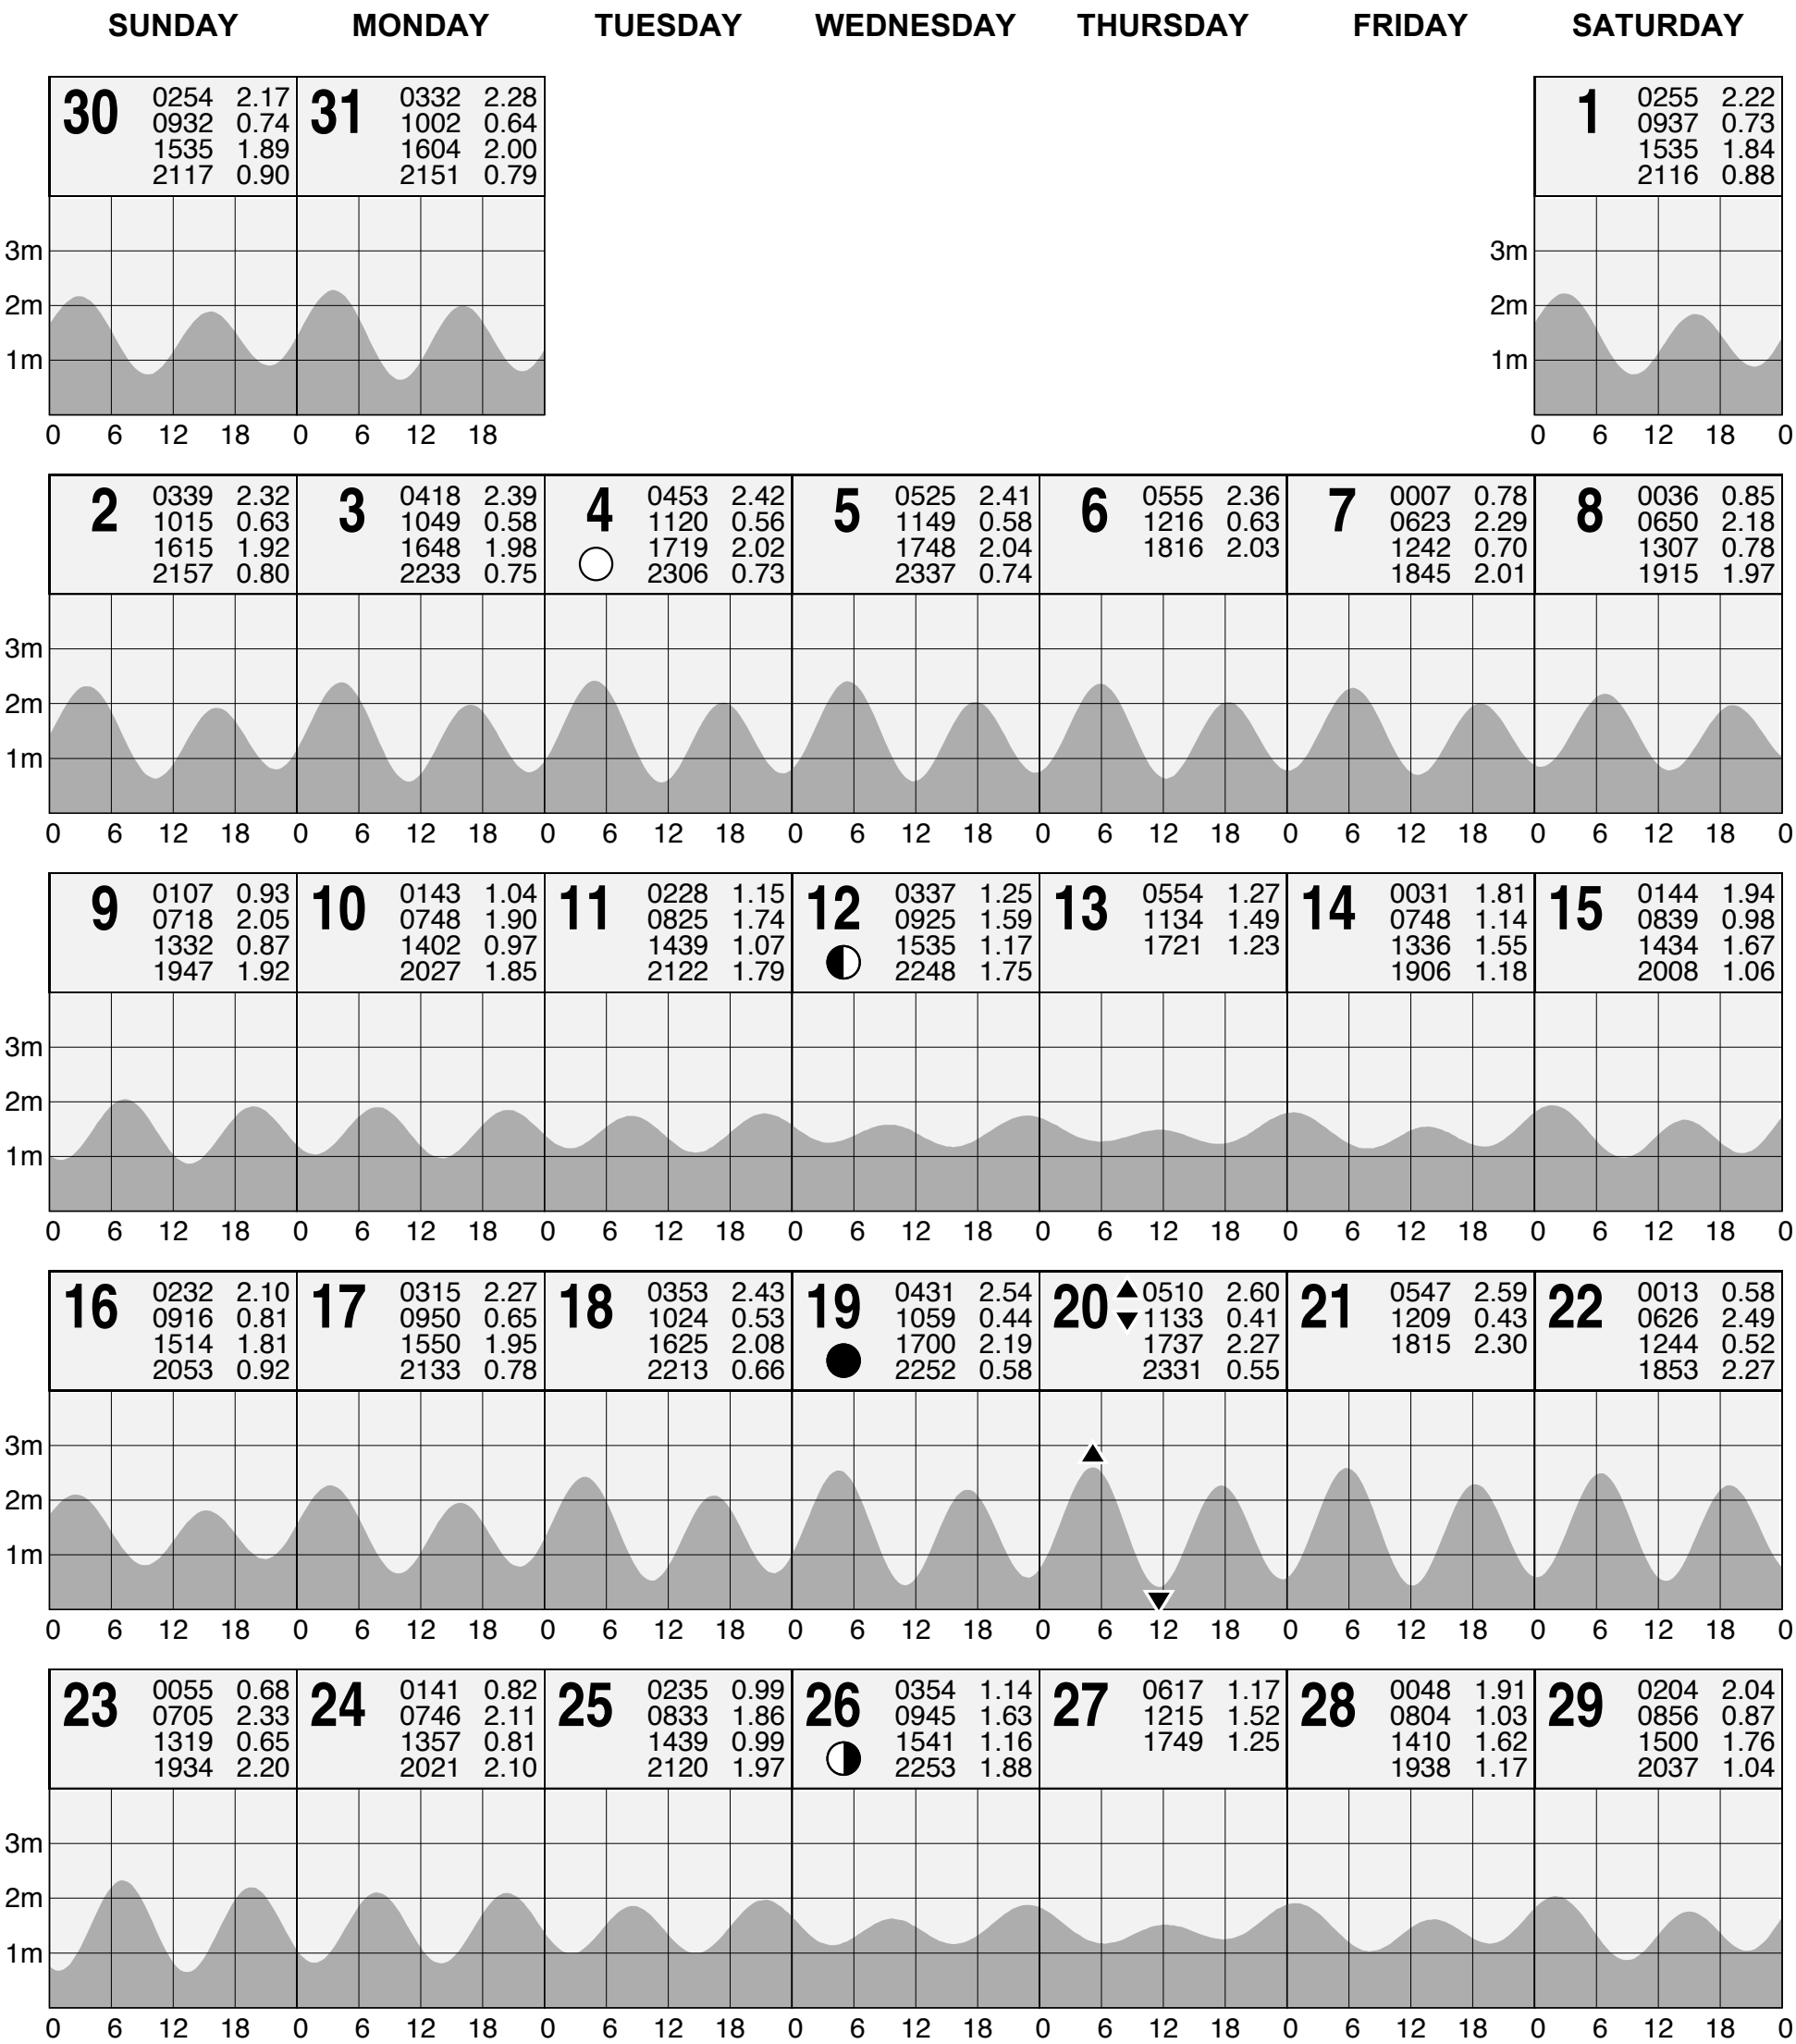 SUNDAY MONDAY TUESDAY WEDNESDAY THURSDAY FRIDAY SATURDAY
30 0254 2.17 31 0332 2.28 1 0255 2.22
0932 0.74 1002 0.64 0937 0.73
1535 1.89 1604 2.00 1535 1.84
2117 0.90 2151 0.79 2116 0.88
3m 3m
2m 2m
1m 1m
0 6 12 18 0 6 12 18 0 6 12 18 0
2 0339 2.32 3 0418 2.39 4 0453 2.42 5 0525 2.41 6 0555 2.36 7 0007 0.78 8 0036 0.85
1015 0.63 1049 0.58 1120 0.56 1149 0.58 1216 0.63 0623 2.29 0650 2.18
1615 1.92 1648 1.98 1719 2.02 1748 2.04 1816 2.03 1242 0.70 1307 0.78
2157 0.80 2233 0.75 2306 0.73 2337 0.74 1845 2.01 1915 1.97
3m
2m
1m
0 6 12 18 0 6 12 18 0 6 12 18 0 6 12 18 0 6 12 18 0 6 12 18 0 6 12 18 0
9 0107 0.93 10 0143 1.04 11 0228 1.15 12 0337 1.25 13 0554 1.27 14 0031 1.81 15 0144 1.94
0718 2.05 0748 1.90 0825 1.74 0925 1.59 1134 1.49 0748 1.14 0839 0.98
1332 0.87 1402 0.97 1439 1.07 1535 1.17 1721 1.23 1336 1.55 1434 1.67
1947 1.92 2027 1.85 2122 1.79 2248 1.75 1906 1.18 2008 1.06
3m
2m
1m
0 6 12 18 0 6 12 18 0 6 12 18 0 6 12 18 0 6 12 18 0 6 12 18 0 6 12 18 0
16 0232 2.10 17 0315 2.27 18 0353 2.43 19 0431 2.54 20 0510 2.60 21 0547 2.59 22 0013 0.58
0916 0.81 0950 0.65 1024 0.53 1059 0.44 1133 0.41 1209 0.43 0626 2.49
1514 1.81 1550 1.95 1625 2.08 1700 2.19 1737 2.27 1815 2.30 1244 0.52
2053 0.92 2133 0.78 2213 0.66 2252 0.58 2331 0.55 1853 2.27
3m
2m
1m
0 6 12 18 0 6 12 18 0 6 12 18 0 6 12 18 0 6 12 18 0 6 12 18 0 6 12 18 0
23 0055 0.68 24 0141 0.82 25 0235 0.99 26 0354 1.14 27 0617 1.17 28 0048 1.91 29 0204 2.04
0705 2.33 0746 2.11 0833 1.86 0945 1.63 1215 1.52 0804 1.03 0856 0.87
1319 0.65 1357 0.81 1439 0.99 1541 1.16 1749 1.25 1410 1.62 1500 1.76
1934 2.20 2021 2.10 2120 1.97 2253 1.88 1938 1.17 2037 1.04
3m
2m
1m
0 6 12 18 0 6 12 18 0 6 12 18 0 6 12 18 0 6 12 18 0 6 12 18 0 6 12 18 0